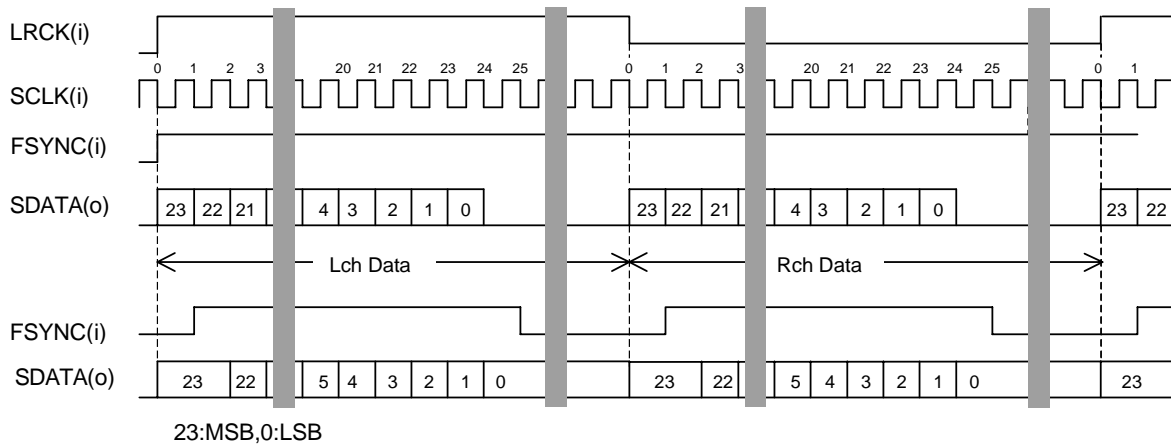 LRCK(i)
0 1 2 3 20 21 22 23 24 25 0 1 2 3 20 21 22 23 24 25 0 1
SCLK(i)
FSYNC(i)
SDATA(o) 23 22 21 4 3 2 1 0 23 22 21 4 3 2 1 0 23 22
Lch Data Rch Data
FSYNC(i)
SDATA(o) 23 22 5 4 3 2 1 0 23 22 5 4 3 2 1 0 23
23:MSB,0:LSB